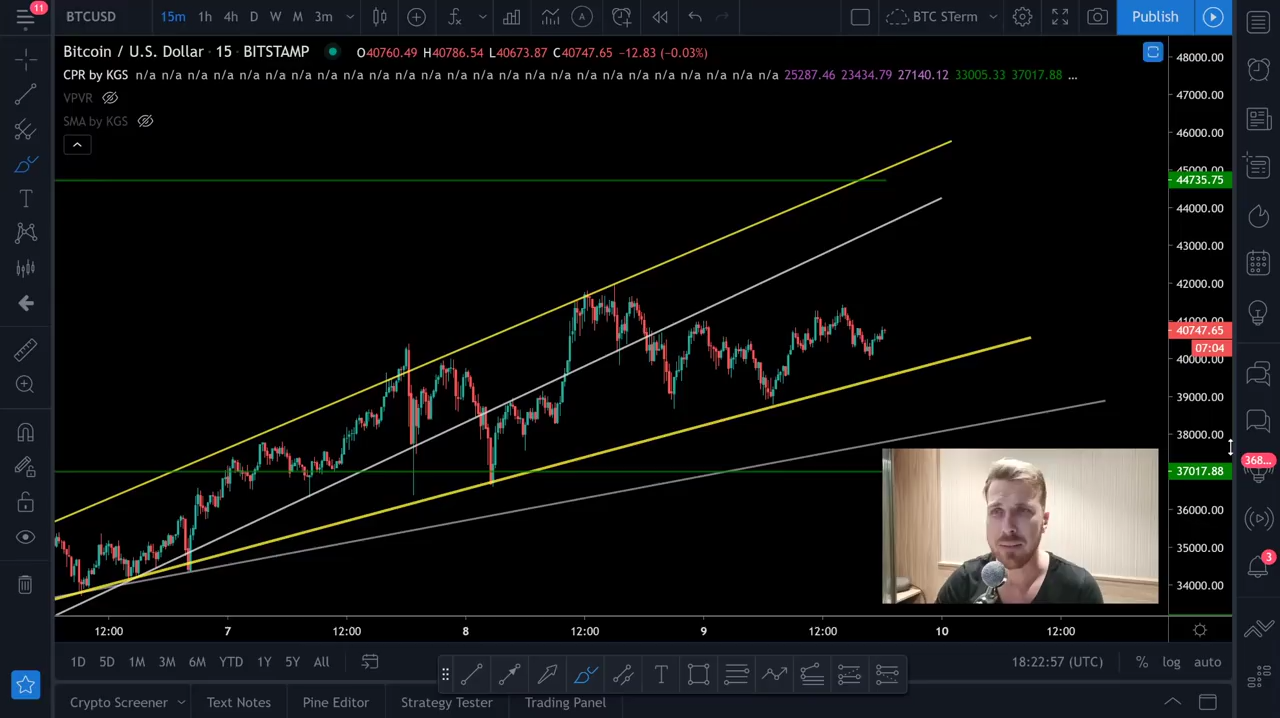 11
BTCUSD 15m 1h 4h D W M 3m BTC STerm Publish
Bitcoin / U.S. Dollar · 15 · BITSTAMP O40760.49 H40786.54 L40673.87 C40747.65 −12.83 (−0.03%)
CPR by KGS n/a n/a n/a n/a n/a n/a n/a n/a n/a n/a n/a n/a n/a n/a n/a n/a n/a n/a n/a n/a n/a n/a n/a n/a n/a 25287.46 23434.79 27140.12 33005.33 37017.88 ...
VPVR
SMA by KGS
48000.00
47000.00
46000.00
45000.00
44735.75
44000.00
43000.00
42000.00
41000.00
40747.65
07:04
40000.00
39000.00
38000.00
37017.88
36000.00
35000.00
34000.00
368...
3
12:00 7 12:00 8 12:00 9 12:00 10 12:00
1D 5D 1M 3M 6M YTD 1Y 5Y All 18:22:57 (UTC) % log auto
Crypto Screener Text Notes Pine Editor Strategy Tester Trading Panel